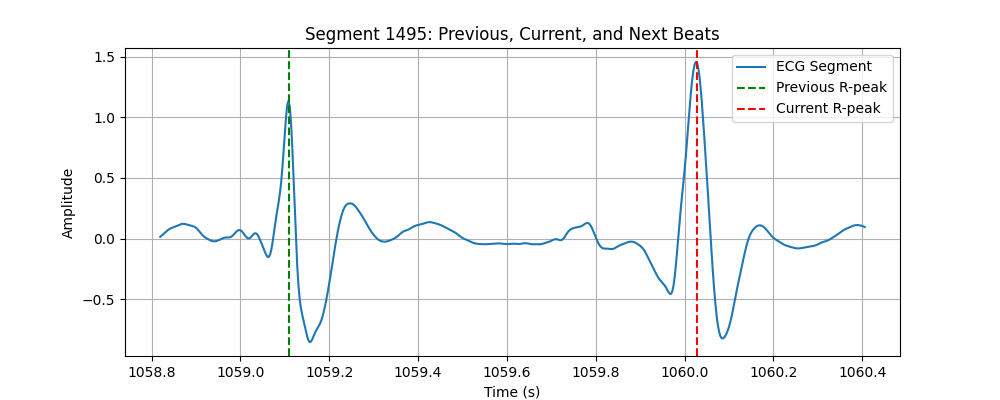 Segment 1495: Previous, Current, and Next Beats
1.5
1.0
0.5
0.0
−0.5
Amplitude
ECG Segment
Previous R-peak
Current R-peak
1058.8 1059.0 1059.2 1059.4 1059.6 1059.8 1060.0 1060.2 1060.4
Time (s)